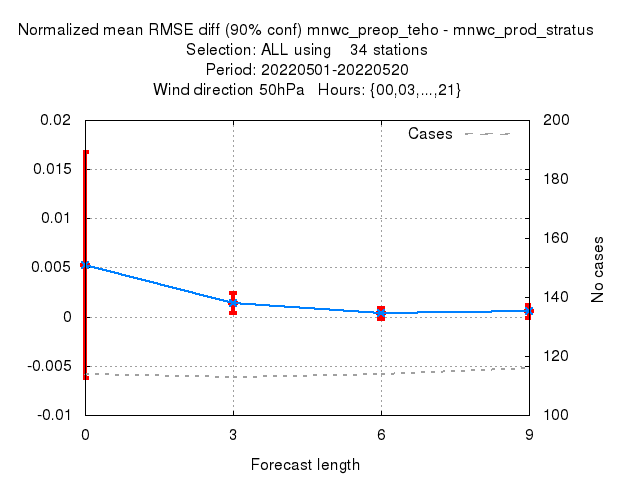 Normalized mean RMSE diff (90% conf) mnwc_preop_teho - mnwc_prod_stratus
Selection: ALL using    34 stations
Period: 20220501-20220520
Wind direction 50hPa   Hours: {00,03,...,21}
Cases
0.02
0.015
0.01
0.005
0
-0.005
-0.01
200
180
160
140
120
100
No cases
0
3
6
9
Forecast length